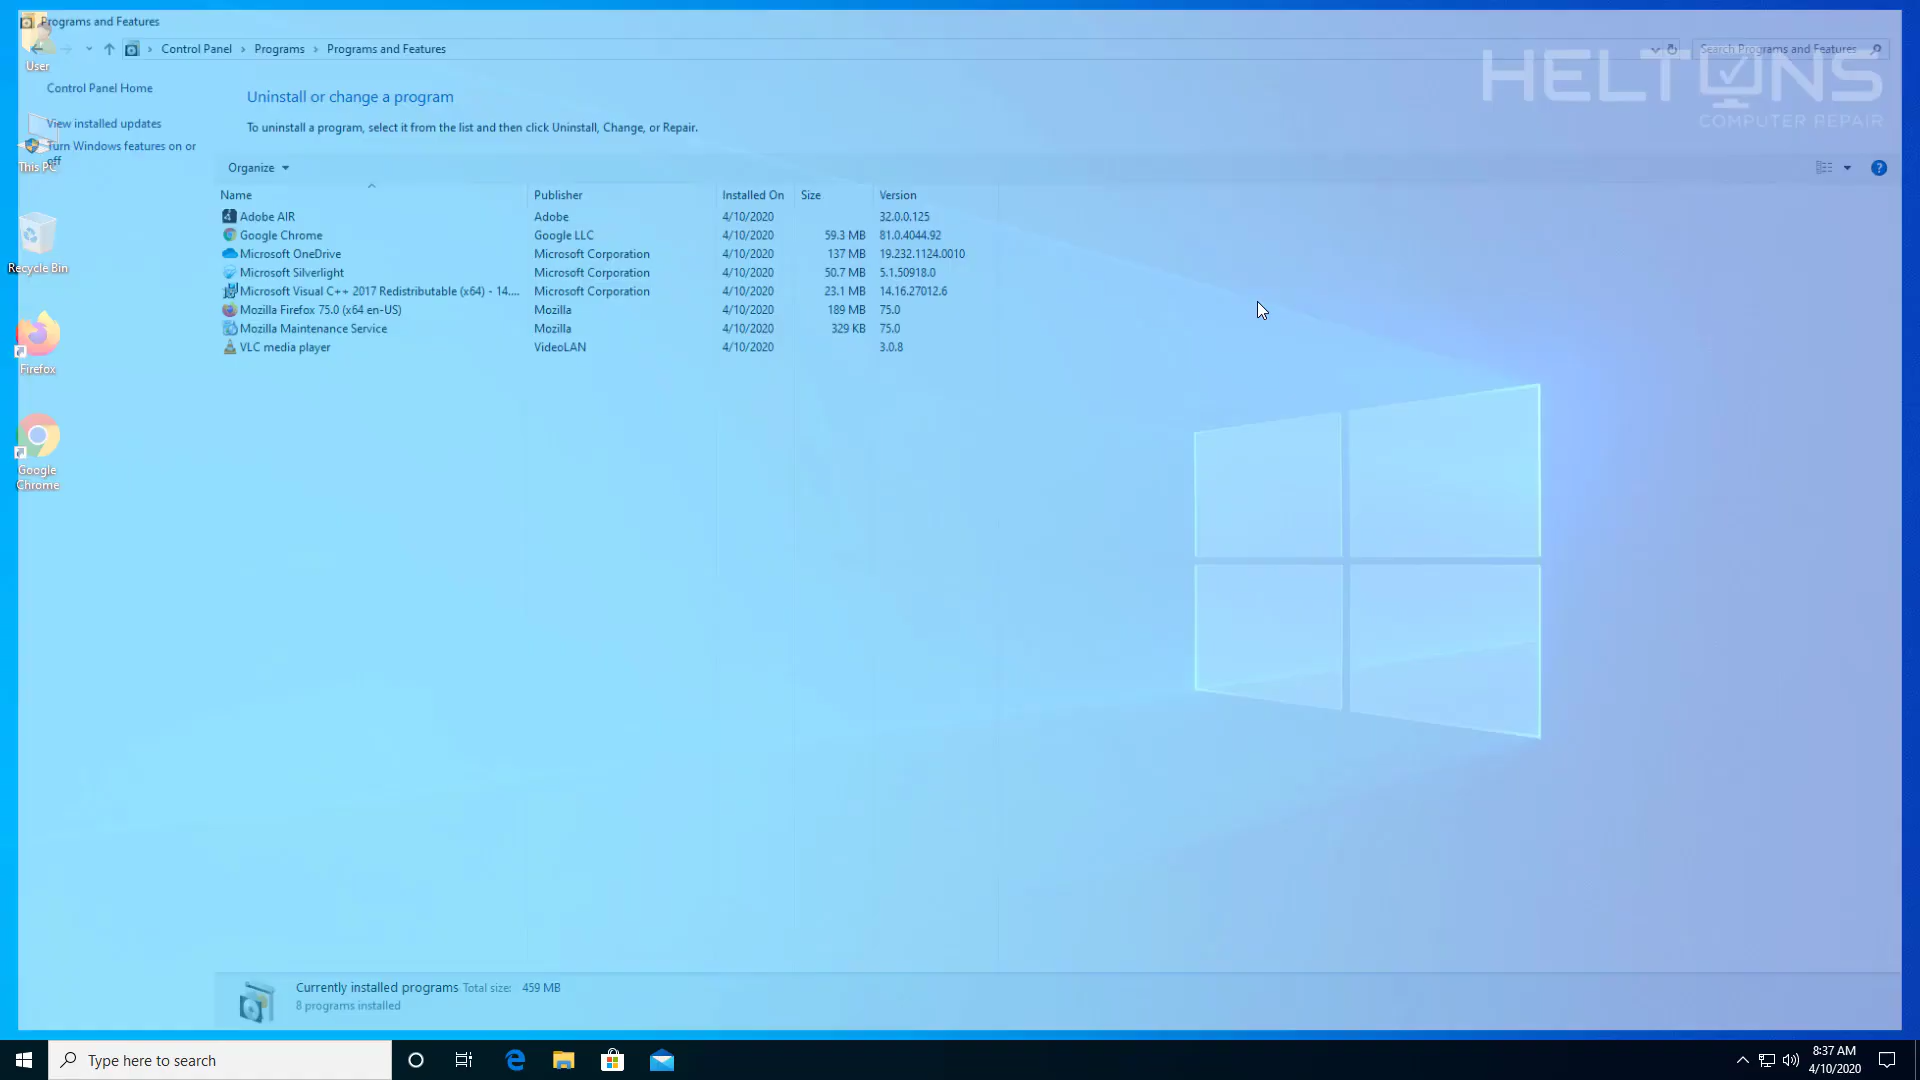 Programs and Features
Control Panel > Programs > Programs and Features
Search Programs and Features
User
HELTONS
COMPUTER REPAIR
Control Panel Home
View installed updates
Turn Windows features on or
off
This PC
Recycle Bin
Firefox
Google
Chrome
Uninstall or change a program
To uninstall a program, select it from the list and then click Uninstall, Change, or Repair.
Organize
?
Name Publisher Installed On Size Version
Adobe AIR Adobe 4/10/2020 32.0.0.125
Google Chrome Google LLC 4/10/2020 59.3 MB 81.0.4044.92
Microsoft OneDrive Microsoft Corporation 4/10/2020 137 MB 19.232.1124.0010
Microsoft Silverlight Microsoft Corporation 4/10/2020 50.7 MB 5.1.50918.0
Microsoft Visual C++ 2017 Redistributable (x64) - 14.... Microsoft Corporation 4/10/2020 23.1 MB 14.16.27012.6
Mozilla Firefox 75.0 (x64 en-US) Mozilla 4/10/2020 189 MB 75.0
Mozilla Maintenance Service Mozilla 4/10/2020 329 KB 75.0
VLC media player VideoLAN 4/10/2020 3.0.8
Currently installed programs Total size: 459 MB
8 programs installed
Type here to search
8:37 AM
4/10/2020